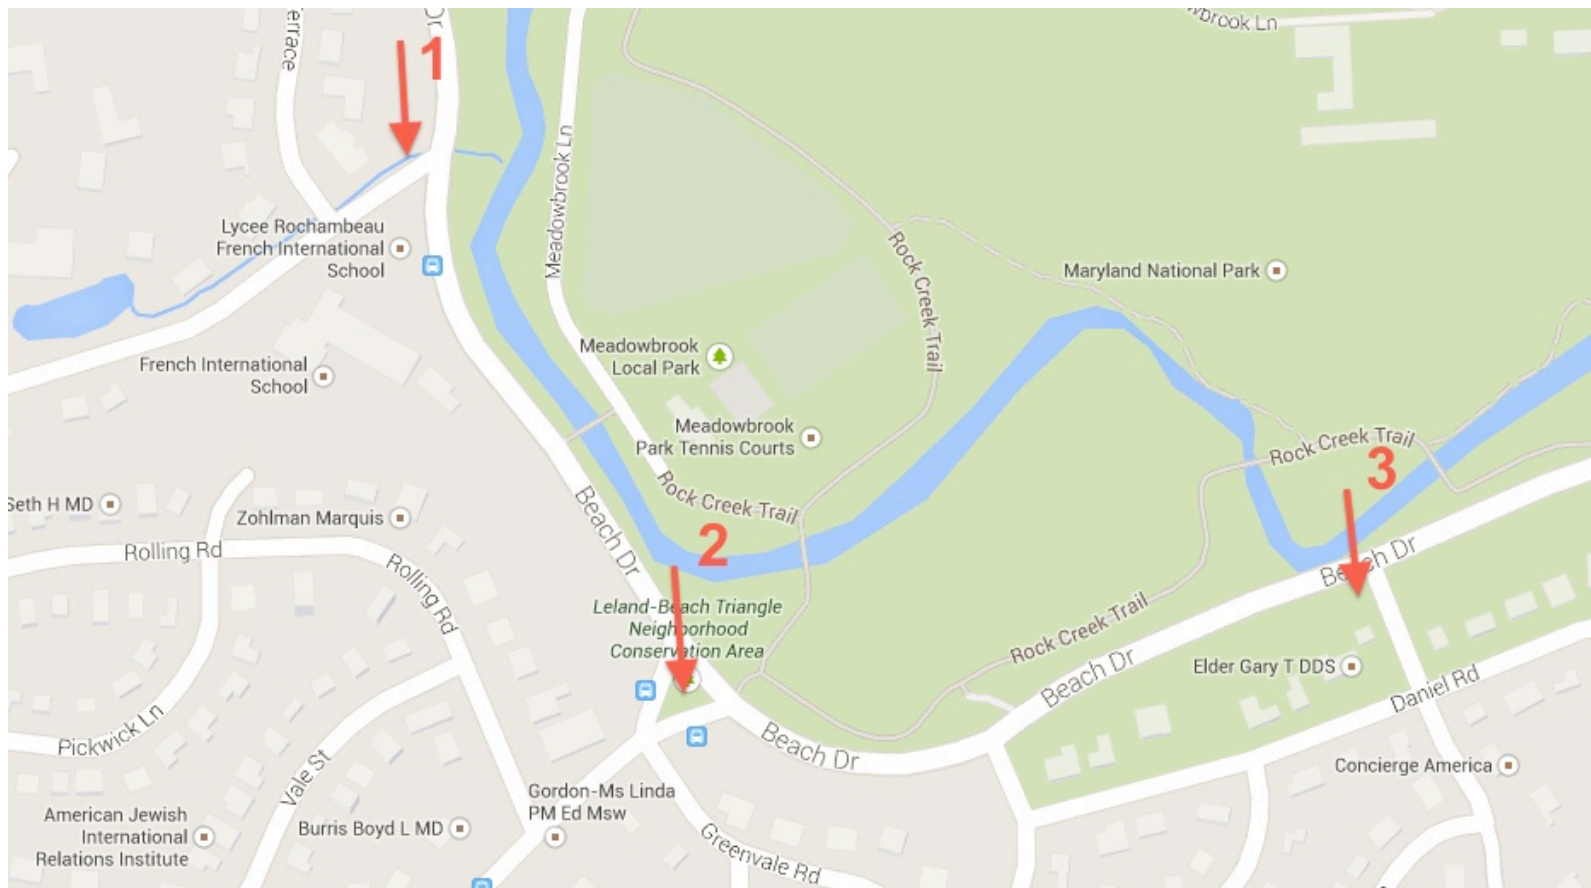 wbrook Ln
Dr
errace
1
Meadowbrook Ln
Lycee Rochambeau
French International
School
Rock Creek Trail
Maryland National Park
Meadowbrook
Local Park
French International
School
Meadowbrook
Park Tennis Courts
Rock Creek Trail
3
Rock Creek Trail
Seth H MD
Zohlman Marquis
Beach Dr
2
Rolling Rd
Rolling Rd
Beach Dr
Leland-Beach Triangle
Neighborhood
Conservation Area
Rock Creek Trail
Beach Dr
Elder Gary T DDS
Daniel Rd
Pickwick Ln
Beach Dr
Vale St
Concierge America
Gordon-Ms Linda
PM Ed Msw
American Jewish
International
Relations Institute
Burris Boyd L MD
Greenvale Rd